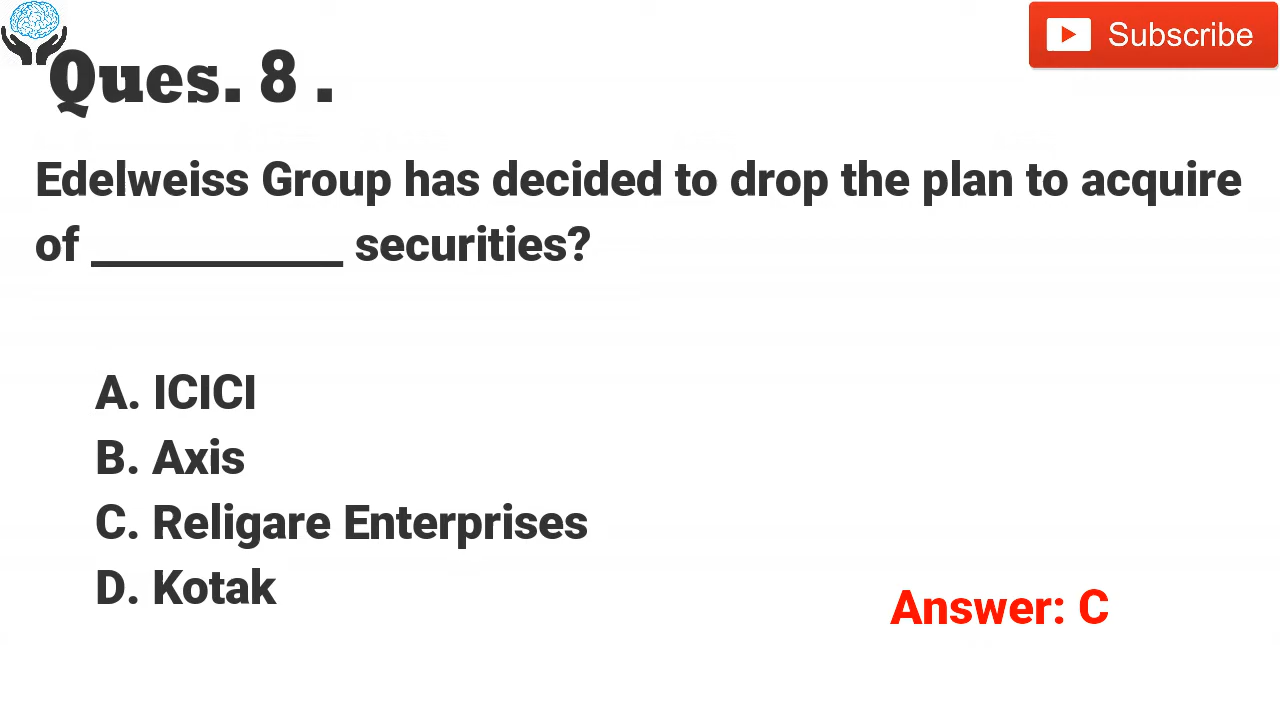 Subscribe
Ques. 8 .
Edelweiss Group has decided to drop the plan to acquire
of ___________ securities?
A. ICICI
B. Axis
C. Religare Enterprises
D. Kotak
Answer: C